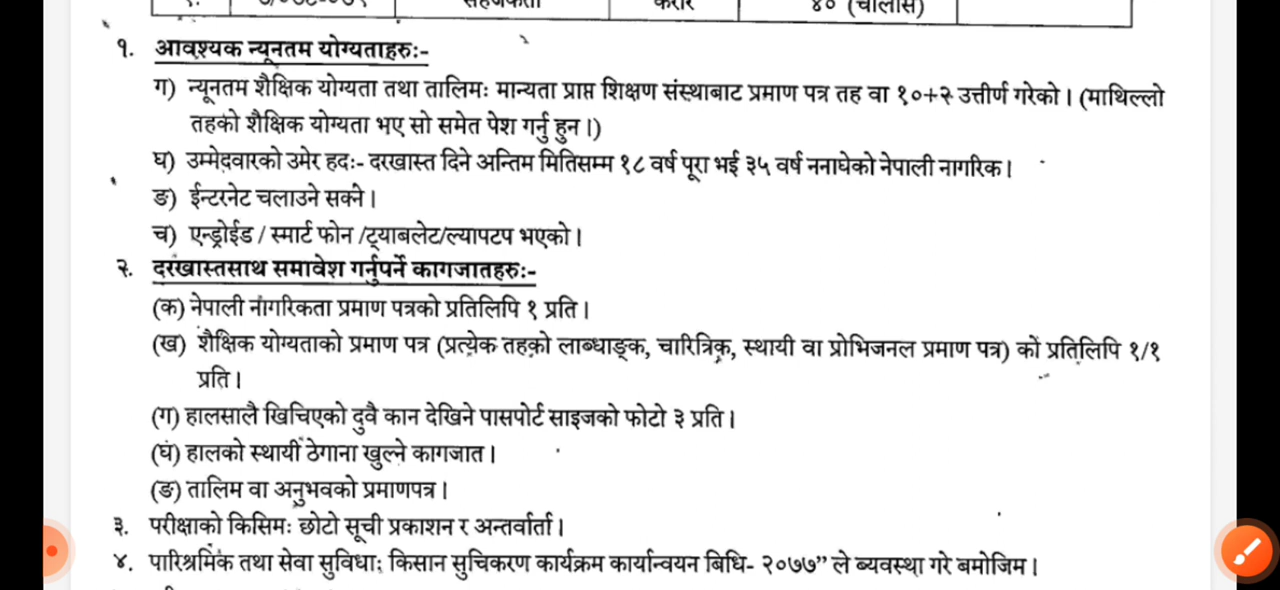 सहजकर्ता करार ४० (चालीस)
१. आवश्यक न्यूनतम योग्यताहरुः-
ग) न्यूनतम शैक्षिक योग्यता तथा तालिमः मान्यता प्राप्त शिक्षण संस्थाबाट प्रमाण पत्र तह वा १०+२ उत्तीर्ण गरेको । (माथिल्लो
तहको शैक्षिक योग्यता भए सो समेत पेश गर्नु हुन ।)
घ) उम्मेदवारको उमेर हदः- दरखास्त दिने अन्तिम मितिसम्म १८ वर्ष पूरा भई ३५ वर्ष ननाघेको नेपाली नागरिक ।
ङ) ईन्टरनेट चलाउने सक्ने ।
च) एन्ड्रोईड / स्मार्ट फोन /ट्याबलेट/ल्यापटप भएको ।
२. दरखास्तसाथ समावेश गर्नुपर्ने कागजातहरुः-
(क) नेपाली नागरिकता प्रमाण पत्रको प्रतिलिपि १ प्रति ।
(ख) शैक्षिक योग्यताको प्रमाण पत्र (प्रत्येक तहको लाब्धाङ्क, चारित्रिक, स्थायी वा प्रोभिजनल प्रमाण पत्र) को प्रतिलिपि १/१
प्रति ।
(ग) हालसालै खिचिएको दुवै कान देखिने पासपोर्ट साइजको फोटो ३ प्रति ।
(घ) हालको स्थायी ठेगाना खुल्ने कागजात ।
(ङ) तालिम वा अनुभवको प्रमाणपत्र ।
३. परीक्षाको किसिमः छोटो सूची प्रकाशन र अन्तर्वार्ता ।
४. पारिश्रमिक तथा सेवा सुविधाः किसान सुचिकरण कार्यक्रम कार्यान्वयन बिधि- २०७७” ले ब्यवस्था गरे बमोजिम ।